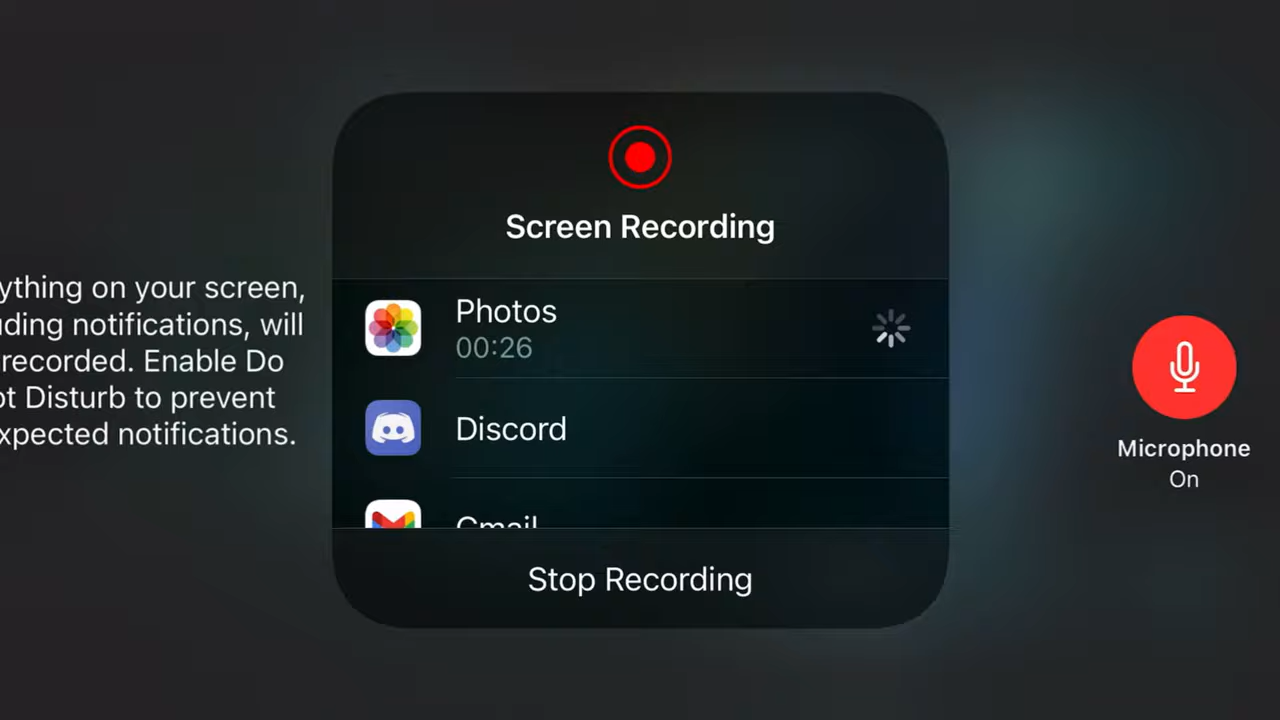 Screen Recording
ything on your screen,
uding notifications, will
recorded. Enable Do
ot Disturb to prevent
xpected notifications.
Photos
00:26
Discord
Gmail
Stop Recording
Microphone
On